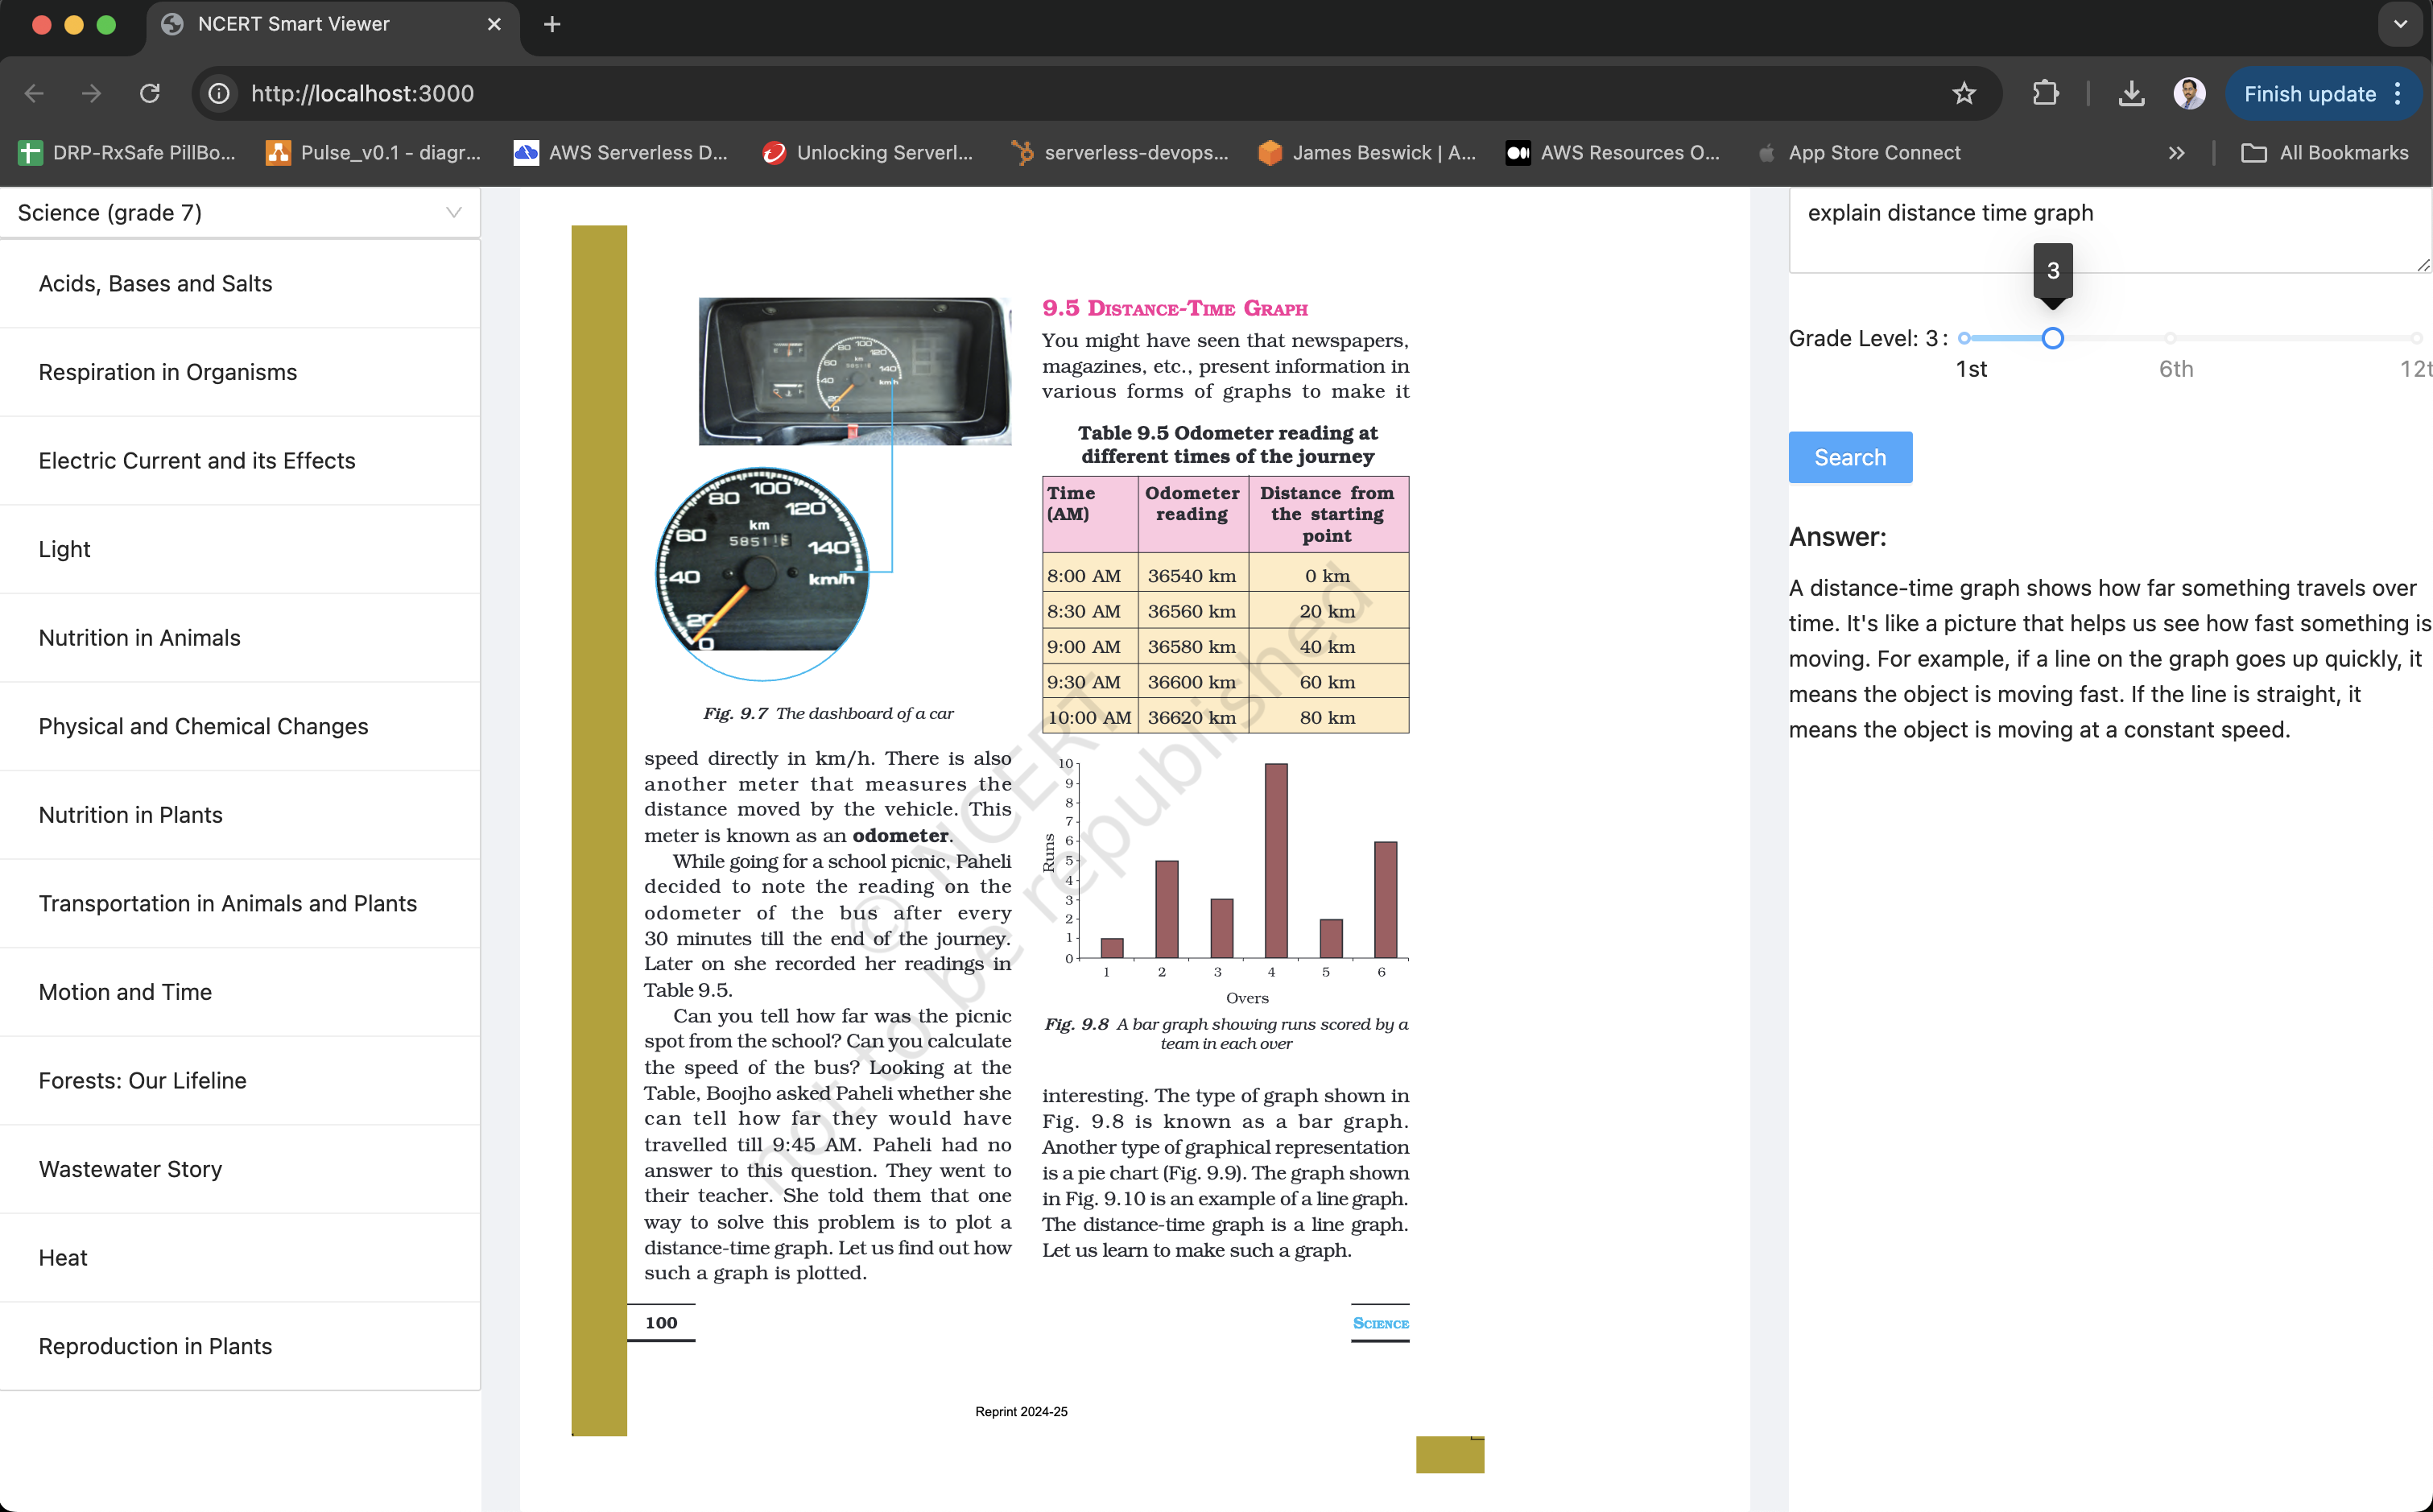 NCERT Smart Viewer
http://localhost:3000
Finish update
DRP-RxSafe PillBo...
Pulse_v0.1 - diagr...
AWS Serverless D...
Unlocking Serverl...
serverless-devops...
James Beswick | A...
AWS Resources O...
App Store Connect
All Bookmarks
Science (grade 7)
Acids, Bases and Salts
Respiration in Organisms
Electric Current and its Effects
Light
Nutrition in Animals
Physical and Chemical Changes
Nutrition in Plants
Transportation in Animals and Plants
Motion and Time
Forests: Our Lifeline
Wastewater Story
Heat
Reproduction in Plants
80 100
120
60
km
140
40
km/h
20
0
Fig. 9.7 The dashboard of a car
speed directly in km/h. There is also
another meter that measures the
distance moved by the vehicle. This
meter is known as an odometer.
While going for a school picnic, Paheli
decided to note the reading on the
odometer of the bus after every
30 minutes till the end of the journey.
Later on she recorded her readings in
Table 9.5.
Can you tell how far was the picnic
spot from the school? Can you calculate
the speed of the bus? Looking at the
Table, Boojho asked Paheli whether she
can tell how far they would have
travelled till 9:45 AM. Paheli had no
answer to this question. They went to
their teacher. She told them that one
way to solve this problem is to plot a
distance-time graph. Let us find out how
such a graph is plotted.
9.5 DISTANCE-TIME GRAPH
You might have seen that newspapers,
magazines, etc., present information in
various forms of graphs to make it
Table 9.5 Odometer reading at
different times of the journey
Time (AM) Odometer reading Distance from the starting point
8:00 AM 36540 km 0 km
8:30 AM 36560 km 20 km
9:00 AM 36580 km 40 km
9:30 AM 36600 km 60 km
10:00 AM 36620 km 80 km
10
9
8
7
6
5
4
3
2
1
0
Runs
1 2 3 4 5 6
Overs
Fig. 9.8 A bar graph showing runs scored by a
team in each over
interesting. The type of graph shown in
Fig. 9.8 is known as a bar graph.
Another type of graphical representation
is a pie chart (Fig. 9.9). The graph shown
in Fig. 9.10 is an example of a line graph.
The distance-time graph is a line graph.
Let us learn to make such a graph.
© NCERT
not to be republished
100
SCIENCE
Reprint 2024-25
explain distance time graph
3
Grade Level: 3 :
1st 6th 12t
Search
Answer:
A distance-time graph shows how far something travels over
time. It's like a picture that helps us see how fast something is
moving. For example, if a line on the graph goes up quickly, it
means the object is moving fast. If the line is straight, it
means the object is moving at a constant speed.